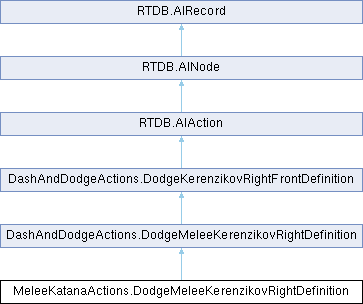 RTDB.AIRecord
RTDB.AINode
RTDB.AIAction
DashAndDodgeActions.DodgeKerenzikovRightFrontDefinition
DashAndDodgeActions.DodgeMeleeKerenzikovRightDefinition
MeleeKatanaActions.DodgeMeleeKerenzikovRightDefinition